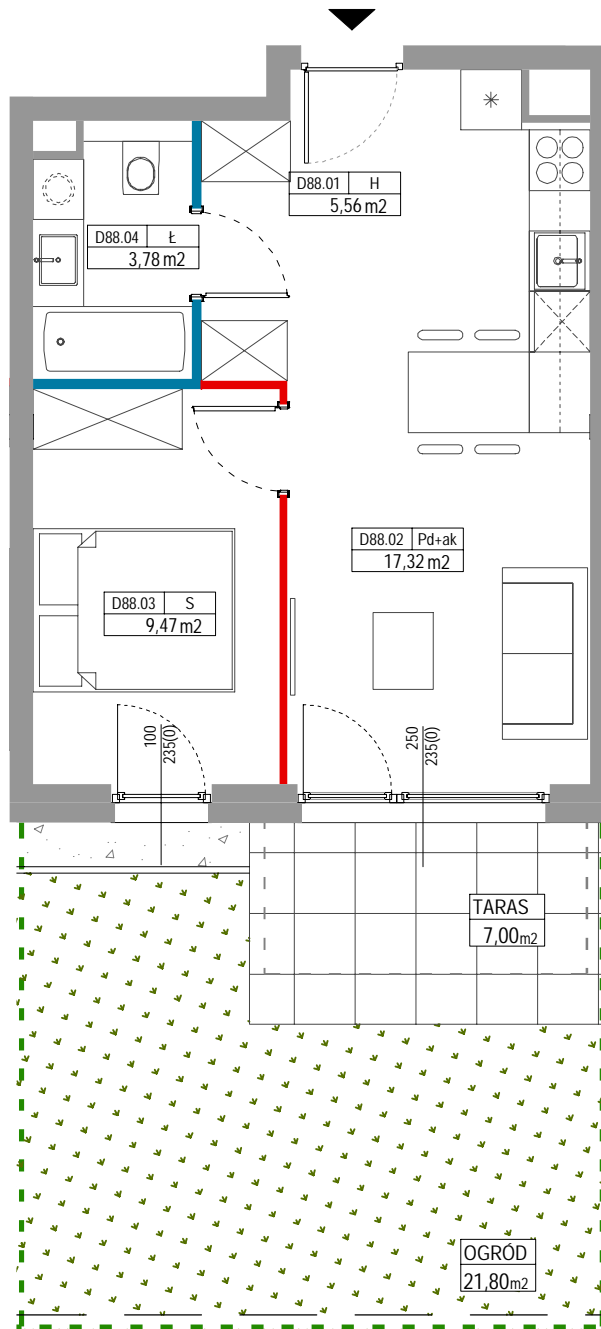 D88.01 H
5,56 m2
D88.04 Ł
3,78 m2
D88.02 Pd+ak
17,32 m2
D88.03 S
9,47 m2
100
235(0)
250
235(0)
TARAS
7,00m2
OGRÓD
21,80m2